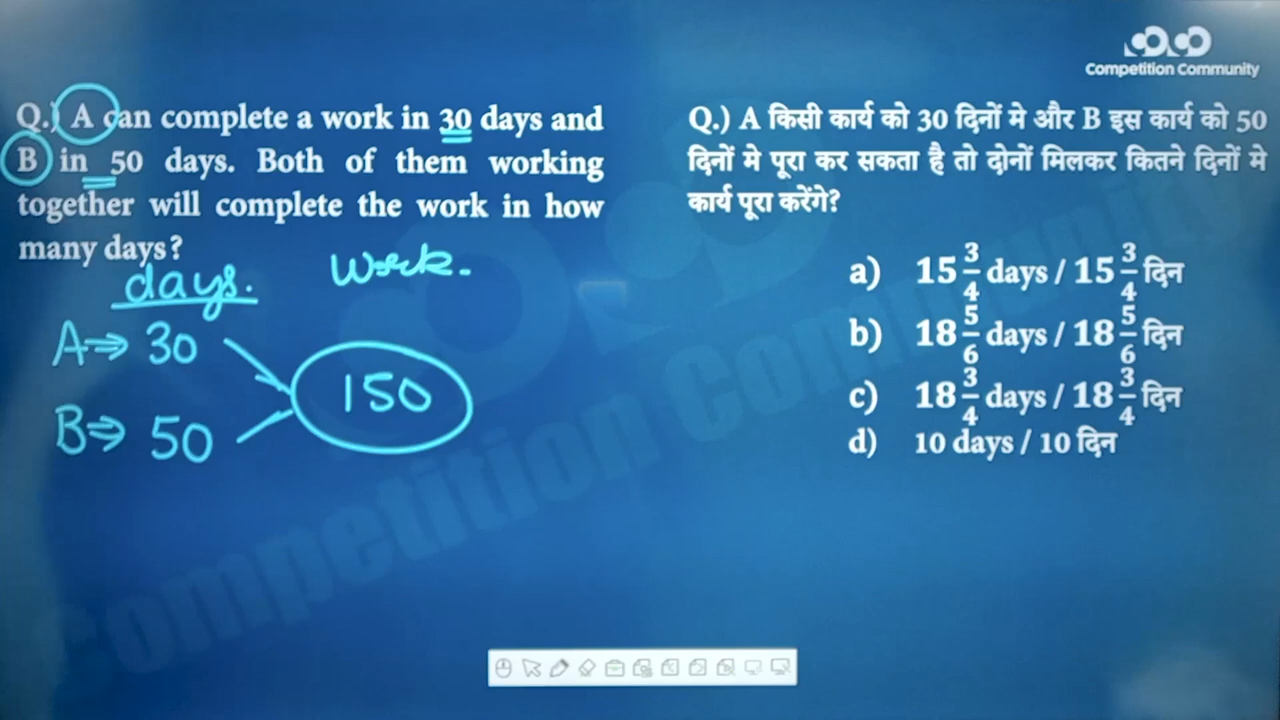 Competition Community
Q.) A can complete a work in 30 days and
B in 50 days. Both of them working
together will complete the work in how
many days?
days. work.
A⇒ 30
150
B⇒ 50
Q.) A किसी कार्य को 30 दिनों मे और B इस कार्य को 50
दिनों मे पूरा कर सकता है तो दोनों मिलकर कितने दिनों मे
कार्य पूरा करेंगे?
a) 15 3/4 days / 15 3/4 दिन
b) 18 5/6 days / 18 5/6 दिन
c) 18 3/4 days / 18 3/4 दिन
d) 10 days / 10 दिन
Competition Community